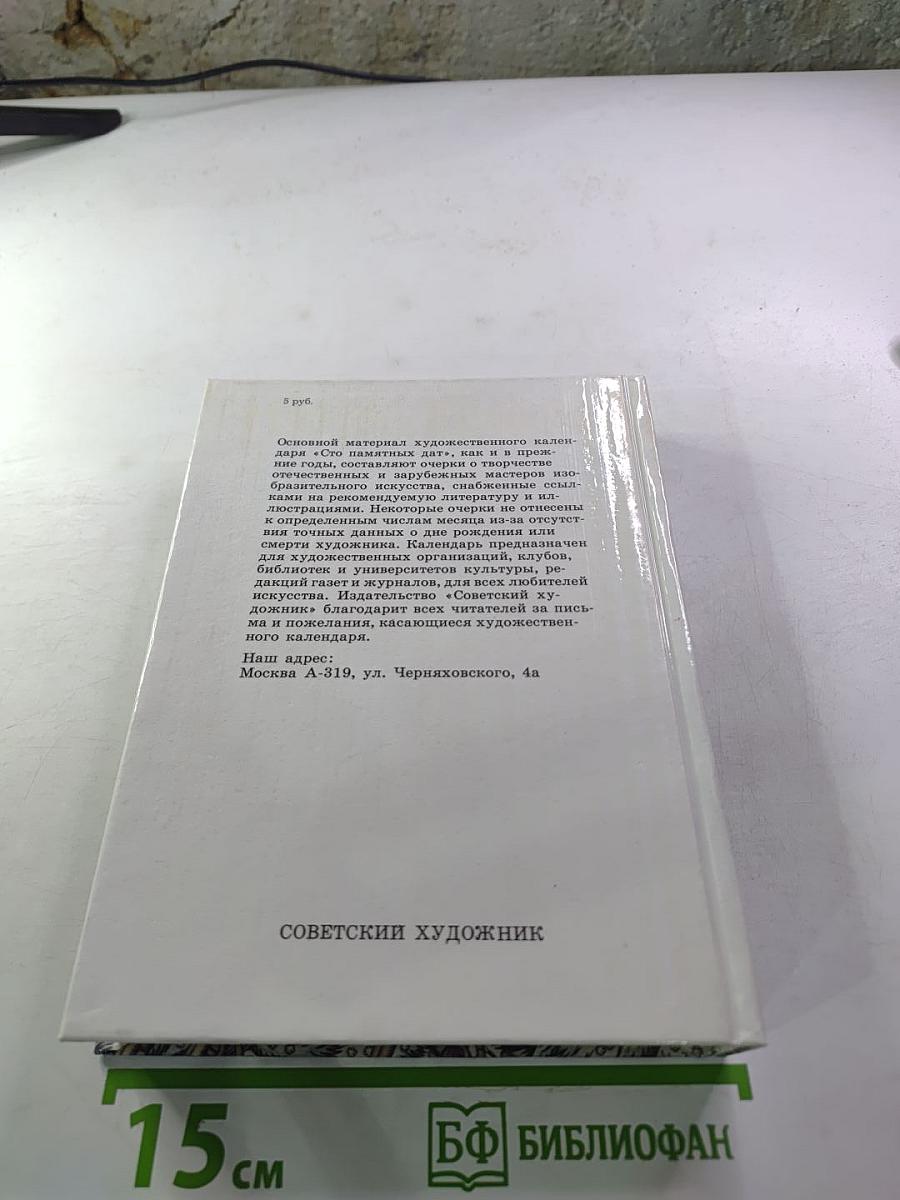 5 руб.
Основной материал художественного кален-
даря «Сто памятных дат», как и в преж-
ние годы, составляют очерки о творчестве
отечественных и зарубежных мастеров изо-
бразительного искусства, снабженные ссыл-
ками на рекомендуемую литературу и ил-
люстрациями. Некоторые очерки не отнесены
к определенным числам месяца из-за отсутст-
вия точных данных о дне рождения или
смерти художника. Календарь предназначен
для художественных организаций, клубов,
библиотек и университетов культуры, ре-
дакций газет и журналов, для всех любителей
искусства. Издательство «Советский ху-
дожник» благодарит всех читателей за пись-
ма и пожелания, касающиеся художествен-
ного календаря.
Наш адрес:
Москва А-319, ул. Черняховского, 4а
СОВЕТСКИЙ ХУДОЖНИК
15 см
БФ БИБЛИОФАН